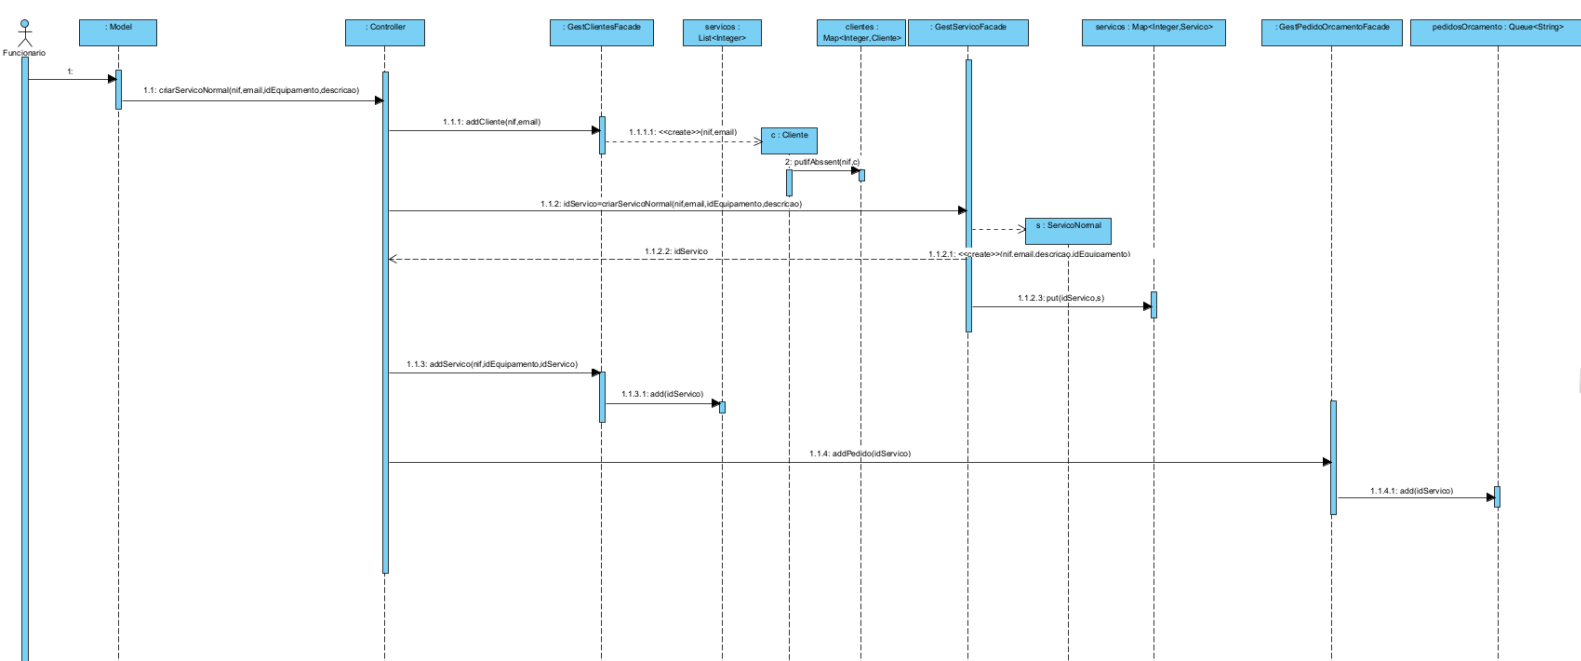 : Model
: Controller
: GestClientesFacade
servicos :
List<Integer>
clientes :
Map<Integer,Cliente>
: GestServicoFacade
servicos : Map<Integer,Servico>
: GestPedidoOrcamentoFacade
pedidosOrcamento : Queue<String>
Funcionario
1:
1.1: criarServicoNormal(nif,email,idEquipamento,descricao)
1.1.1: addCliente(nif,email)
1.1.1.1: <<create>>(nif,email)
c : Cliente
2: putifAbssent(nif,c)
1.1.2: idServico=criarServicoNormal(nif,email,idEquipamento,descricao)
s : ServicoNormal
1.1.2.2: idServico
1.1.2.1: <<create>>(nif,email,descricao,idEquipamento)
1.1.2.3: put(idServico,s)
1.1.3: addServico(nif,idEquipamento,idServico)
1.1.3.1: add(idServico)
1.1.4: addPedido(idServico)
1.1.4.1: add(idServico)